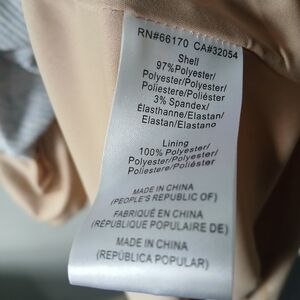 RN#66170 CA#32054
Shell
97%Polyester/
Polyester/Polyester/
Poliestere/Poliéster
3% Spandex/
Élasthanne/Elastan/
Elastan/Elastano
Lining
100% Polyester/
Polyester/Polyester/
Poliestere/Poliéster
MADE IN CHINA
(PEOPLE'S REPUBLIC OF)
FABRIQUÉ EN CHINA
(RÉPUBLIQUE POPULAIRE DE)
MADE IN CHINA
(REPÚBLICA POPULAR)